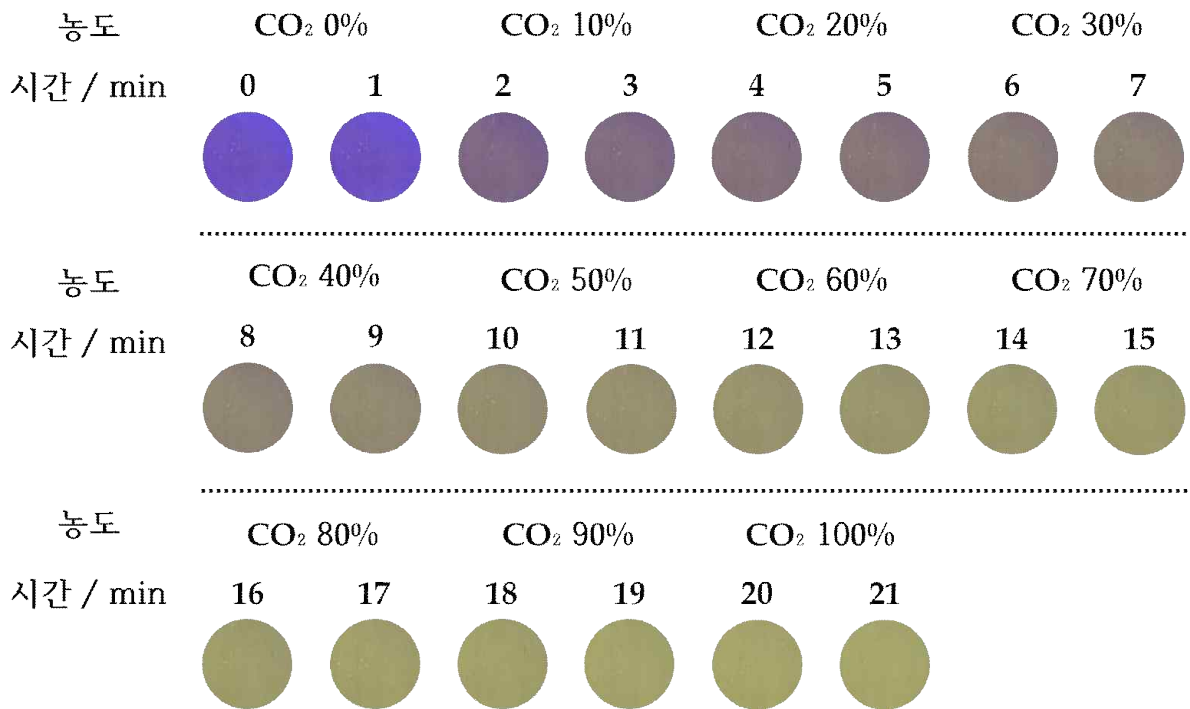 농도 CO₂ 0% CO₂ 10% CO₂ 20% CO₂ 30%
시간 / min 0 1 2 3 4 5 6 7
농도 CO₂ 40% CO₂ 50% CO₂ 60% CO₂ 70%
시간 / min 8 9 10 11 12 13 14 15
농도 CO₂ 80% CO₂ 90% CO₂ 100%
시간 / min 16 17 18 19 20 21